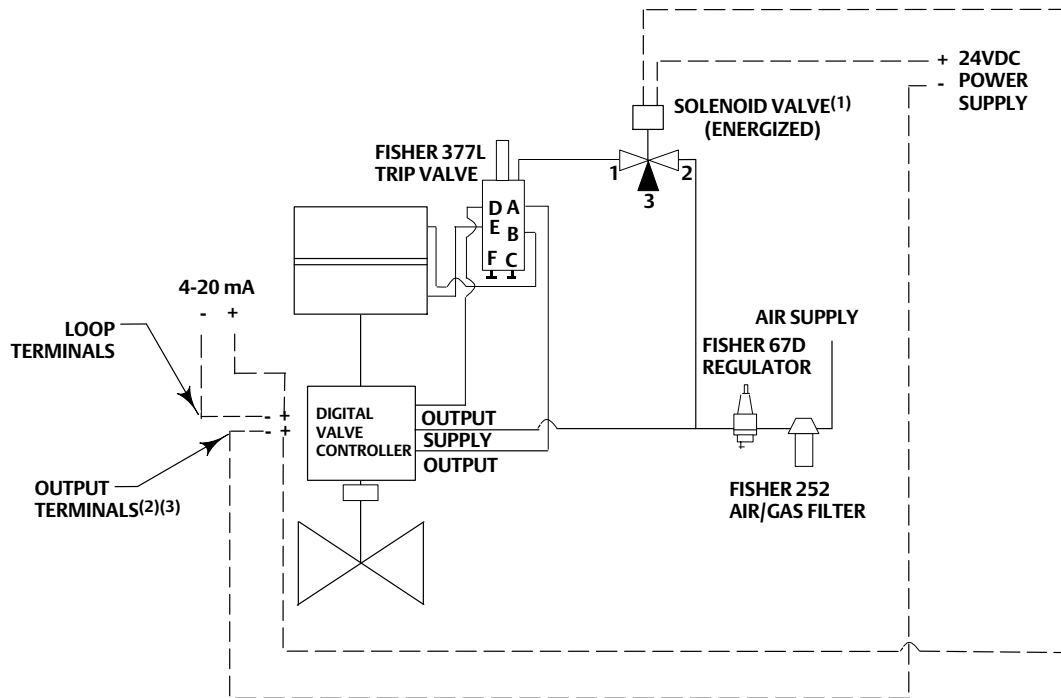 + 24VDC
- POWER
SUPPLY
SOLENOID VALVE(1)
(ENERGIZED)
FISHER 377L
TRIP VALVE
1
2
3
D A
E B
F C
4-20 mA
- +
LOOP
TERMINALS
AIR SUPPLY
FISHER 67D
REGULATOR
- +
- +
DIGITAL
VALVE
CONTROLLER
OUTPUT
SUPPLY
OUTPUT
OUTPUT
TERMINALS(2)(3)
FISHER 252
AIR/GAS FILTER